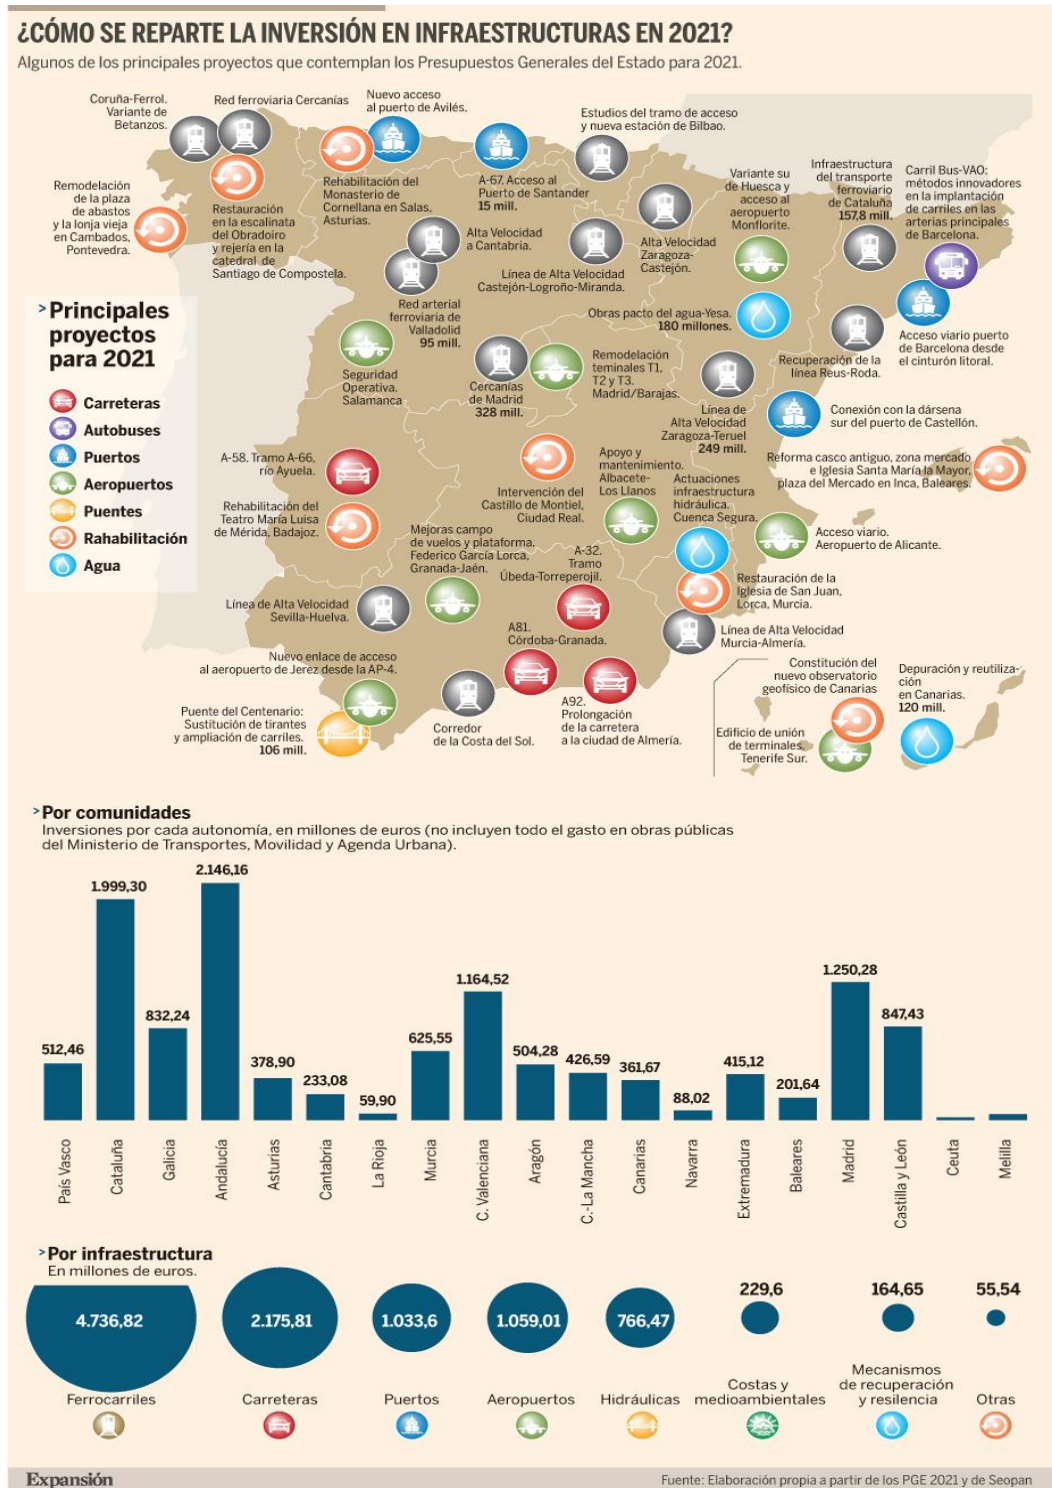 ¿CÓMO SE REPARTE LA INVERSIÓN EN INFRAESTRUCTURAS EN 2021?
Algunos de los principales proyectos que contemplan los Presupuestos Generales del Estado para 2021.
Coruña-Ferrol.
Variante de
Betanzos.
Red ferroviaria Cercanías
Nuevo acceso
al puerto de Avilés.
Estudios del tramo de acceso
y nueva estación de Bilbao.
Remodelación
de la plaza
de abastos
y la lonja vieja
en Cambados,
Pontevedra.
Restauración
en la escalinata
del Obradoiro
y rejería en la
catedral de
Santiago de Compostela.
Rehabilitación del
Monasterio de
Cornellana en Salas,
Asturias.
A-67. Acceso al
Puerto de Santander
15 mill.
Alta Velocidad
a Cantabria.
Línea de Alta Velocidad
Castejón-Logroño-Miranda.
Alta Velocidad
Zaragoza-
Castejón.
Variante su
de Huesca y
acceso al
aeropuerto
Monflorite.
Infraestructura
del transporte
ferroviario
de Cataluña
157,8 mill.
Carril Bus-VAO:
métodos innovadores
en la implantación
de carriles en las
arterias principales
de Barcelona.
> Principales
proyectos
para 2021
Carreteras
Autobuses
Puertos
Aeropuertos
Puentes
Rahabilitación
Agua
Red arterial
ferroviaria de
Valladolid
95 mill.
Obras pacto del agua-Yesa.
180 millones.
Acceso viario puerto
de Barcelona desde
el cinturón litoral.
Recuperación de la
línea Reus-Roda.
Seguridad
Operativa.
Salamanca
Cercanías
de Madrid
328 mill.
Remodelación
teminales T1,
T2 y T3.
Madrid/Barajas.
Línea de
Alta Velocidad
Zaragoza-Teruel
249 mill.
Conexión con la dársena
sur del puerto de Castellón.
A-58. Tramo A-66,
río Ayuela.
Intervención del
Castillo de Montiel,
Ciudad Real.
Apoyo y
mantenimiento.
Albacete-
Los Llanos
Actuaciones
infraestructura
hidráulica.
Cuenca Segura.
Reforma casco antiguo, zona mercado
e Iglesia Santa María la Mayor,
plaza del Mercado en Inca, Baleares.
Rehabilitación del
Teatro María Luisa
de Mérida, Badajoz.
Mejoras campo
de vuelos y plataforma.
Federico García Lorca,
Granada-Jaén.
A-32.
Tramo
Úbeda-Torreperojil.
Acceso viario.
Aeropuerto de Alicante.
Restauración de la
Iglesia de San Juan,
Lorca, Murcia.
Línea de Alta Velocidad
Sevilla-Huelva.
A81.
Córdoba-Granada.
Línea de Alta Velocidad
Murcia-Almería.
Nuevo enlace de acceso
al aeropuerto de Jerez desde la AP-4.
Puente del Centenario:
Sustitución de tirantes
y ampliación de carriles.
106 mill.
Corredor
de la Costa del Sol.
A92.
Prolongación
de la carretera
a la ciudad de Almería.
Constitución del
nuevo observatorio
geofísico de Canarias
Edificio de unión
de terminales.
Tenerife Sur.
Depuración y reutiliza-
ción
en Canarias.
120 mill.
> Por comunidades
Inversiones por cada autonomía, en millones de euros (no incluyen todo el gasto en obras públicas
del Ministerio de Transportes, Movilidad y Agenda Urbana).
512,46
1.999,30
832,24
2.146,16
378,90
233,08
59,90
625,55
1.164,52
504,28
426,59
361,67
88,02
415,12
201,64
1.250,28
847,43
País Vasco
Cataluña
Galicia
Andalucía
Asturias
Cantabria
La Rioja
Murcia
C. Valenciana
Aragón
C.-La Mancha
Canarias
Navarra
Extremadura
Baleares
Madrid
Castilla y León
Ceuta
Melilla
> Por infraestructura
En millones de euros.
4.736,82
2.175,81
1.033,6
1.059,01
766,47
229,6
164,65
55,54
Ferrocarriles
Carreteras
Puertos
Aeropuertos
Hidráulicas
Costas y
medioambientales
Mecanismos
de recuperación
y resilencia
Otras
Expansión
Fuente: Elaboración propia a partir de los PGE 2021 y de Seopan